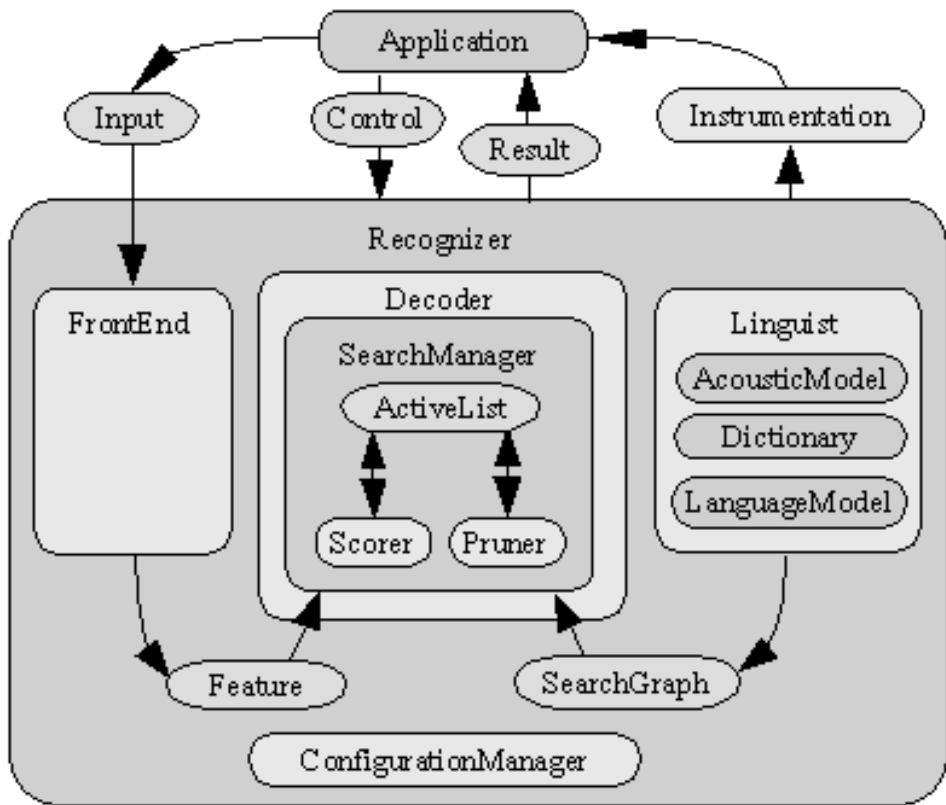 Application
Input
Control
Result
Instrumentation
Recognizer
FrontEnd
Decoder
SearchManager
ActiveList
Scorer
Pruner
Linguist
AcousticModel
Dictionary
LanguageModel
Feature
SearchGraph
ConfigurationManager